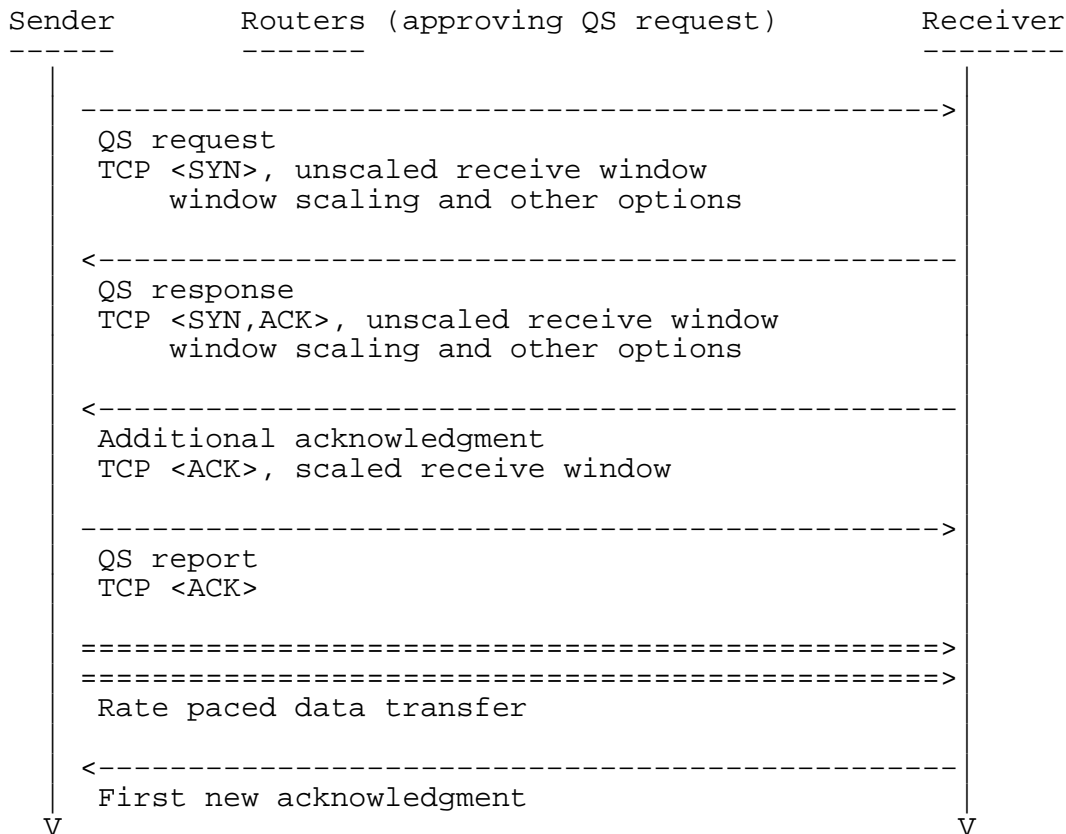 Sender Routers (approving QS request) Receiver
QS request
TCP <SYN>, unscaled receive window
window scaling and other options
QS response
TCP <SYN,ACK>, unscaled receive window
window scaling and other options
Additional acknowledgment
TCP <ACK>, scaled receive window
QS report
TCP <ACK>
Rate paced data transfer
First new acknowledgment
V V